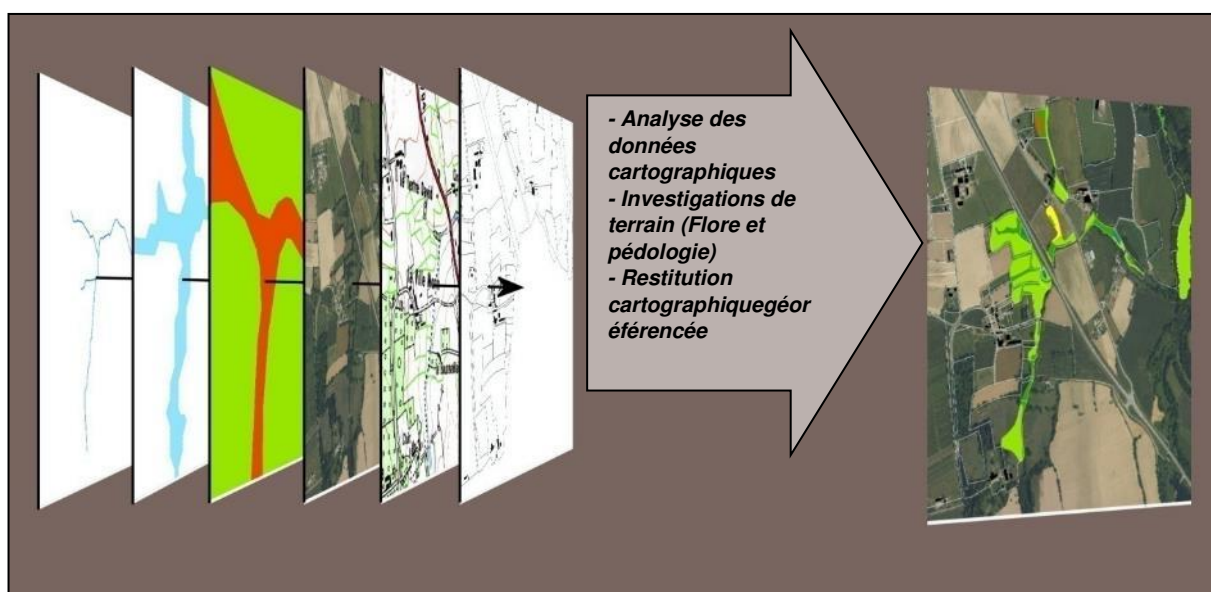 - Analyse des
données
cartographiques
- Investigations de
terrain (Flore et
pédologie)
- Restitution
cartographiquegéor
éférencée